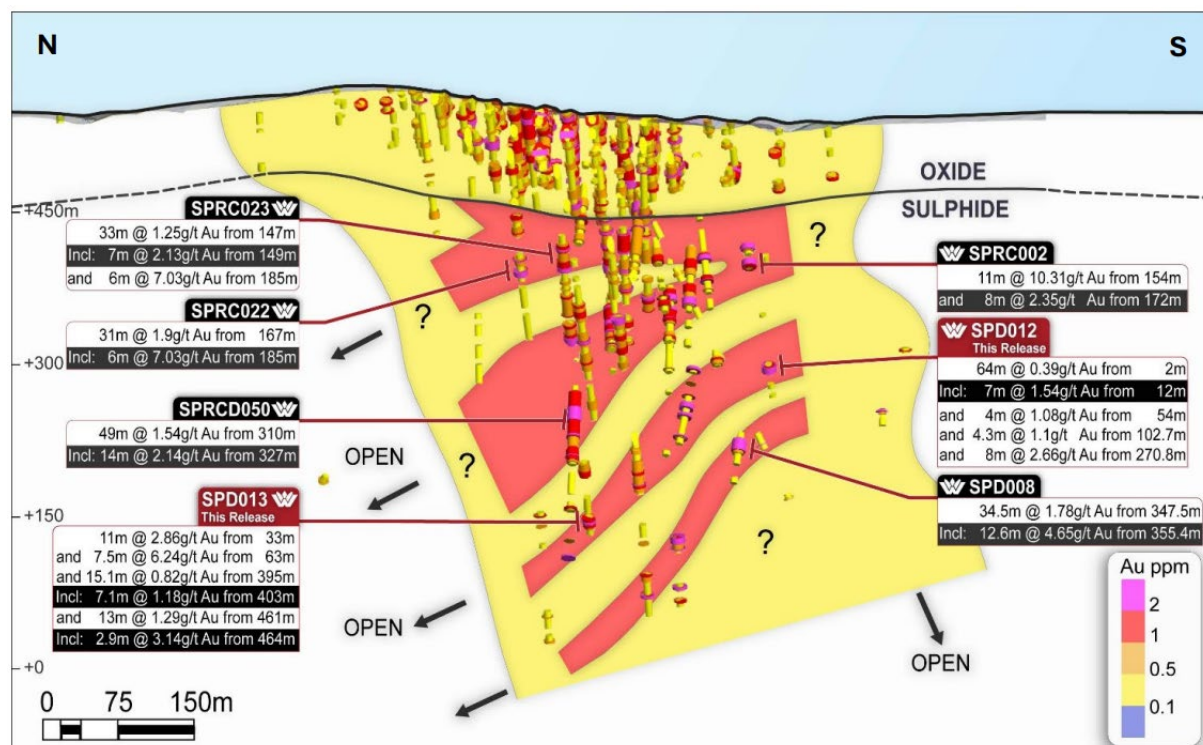 N
S
OXIDE
SULPHIDE
+450m
+300
+150
+0
SPRC023
33m @ 1.25g/t Au from 147m
Incl: 7m @ 2.13g/t Au from 149m
and 6m @ 7.03g/t Au from 185m
SPRC022
31m @ 1.9g/t Au from 167m
Incl: 6m @ 7.03g/t Au from 185m
SPRCD050
49m @ 1.54g/t Au from 310m
Incl: 14m @ 2.14g/t Au from 327m
SPD013
This Release
11m @ 2.86g/t Au from 33m
and 7.5m @ 6.24g/t Au from 63m
and 15.1m @ 0.82g/t Au from 395m
Incl: 7.1m @ 1.18g/t Au from 403m
and 13m @ 1.29g/t Au from 461m
Incl: 2.9m @ 3.14g/t Au from 464m
SPRC002
11m @ 10.31g/t Au from 154m
and 8m @ 2.35g/t Au from 172m
SPD012
This Release
64m @ 0.39g/t Au from 2m
Incl: 7m @ 1.54g/t Au from 12m
and 4m @ 1.08g/t Au from 54m
and 4.3m @ 1.1g/t Au from 102.7m
and 8m @ 2.66g/t Au from 270.8m
SPD008
34.5m @ 1.78g/t Au from 347.5m
Incl: 12.6m @ 4.65g/t Au from 355.4m
?
?
?
?
OPEN
OPEN
OPEN
Au ppm
2
1
0.5
0.1
0 75 150m